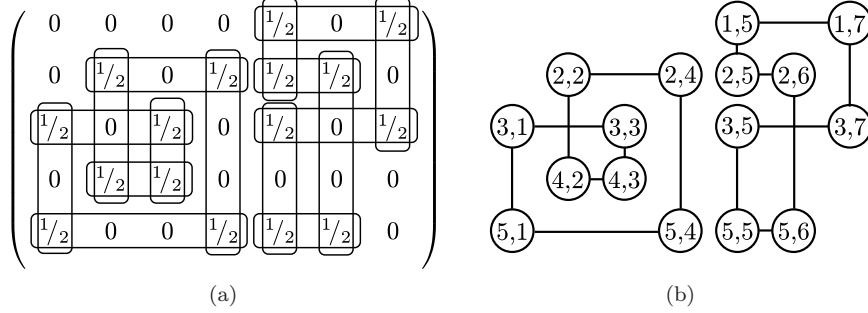 0 0 0 0 1/2 0 1/2
0 1/2 0 1/2 1/2 1/2 0
1/2 0 1/2 0 1/2 0 1/2
0 1/2 1/2 0 0 0 0
1/2 0 0 1/2 1/2 1/2 0
(a)
1,5 1,7
2,2 2,4 2,5 2,6
3,1 3,3 3,5 3,7
4,2 4,3
5,1 5,4 5,5 5,6
(b)